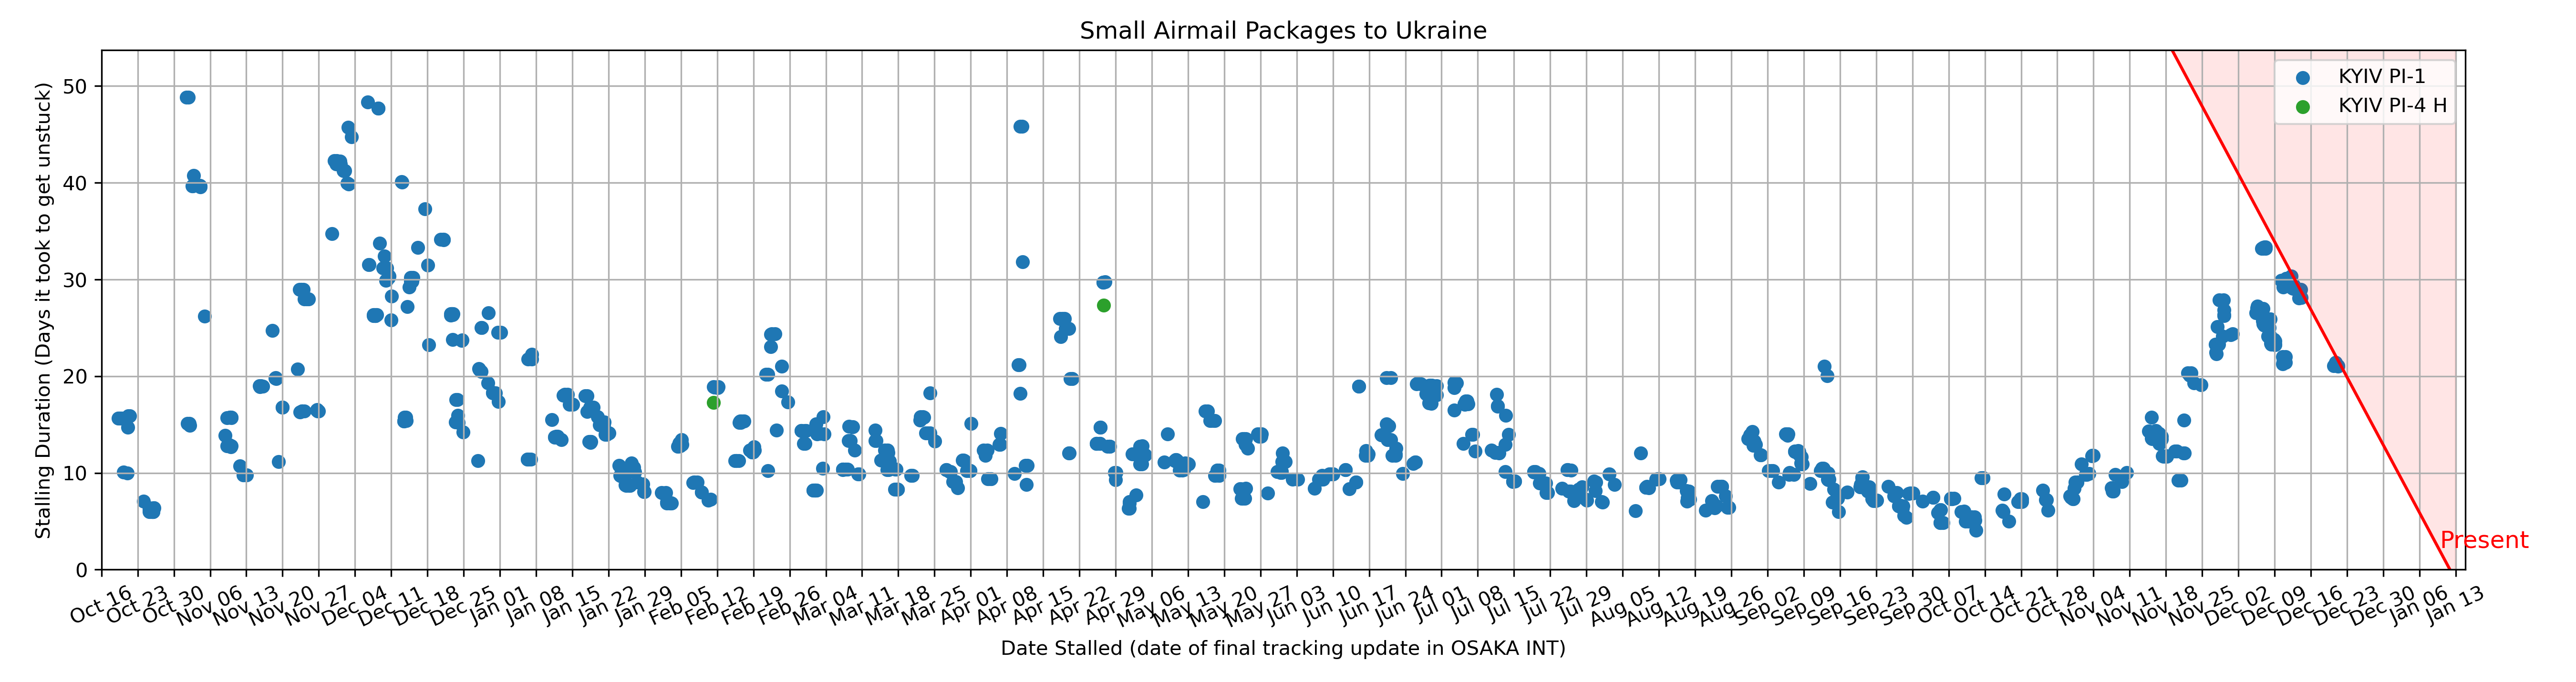 Small Airmail Packages to Ukraine
KYIV PI-1
KYIV PI-4 H
Stalling Duration (Days it took to get unstuck)
50
40
30
20
10
0
Present
Oct 16 Oct 23 Oct 30 Nov 06 Nov 13 Nov 20 Nov 27 Dec 04 Dec 11 Dec 18 Dec 25 Jan 01 Jan 08 Jan 15 Jan 22 Jan 29 Feb 05 Feb 12 Feb 19 Feb 26 Mar 04 Mar 11 Mar 18 Mar 25 Apr 01 Apr 08 Apr 15 Apr 22 Apr 29 May 06 May 13 May 20 May 27 Jun 03 Jun 10 Jun 17 Jun 24 Jul 01 Jul 08 Jul 15 Jul 22 Jul 29 Aug 05 Aug 12 Aug 19 Aug 26 Sep 02 Sep 09 Sep 16 Sep 23 Sep 30 Oct 07 Oct 14 Oct 21 Oct 28 Nov 04 Nov 11 Nov 18 Nov 25 Dec 02 Dec 09 Dec 16 Dec 23 Dec 30 Jan 06 Jan 13
Date Stalled (date of final tracking update in OSAKA INT)